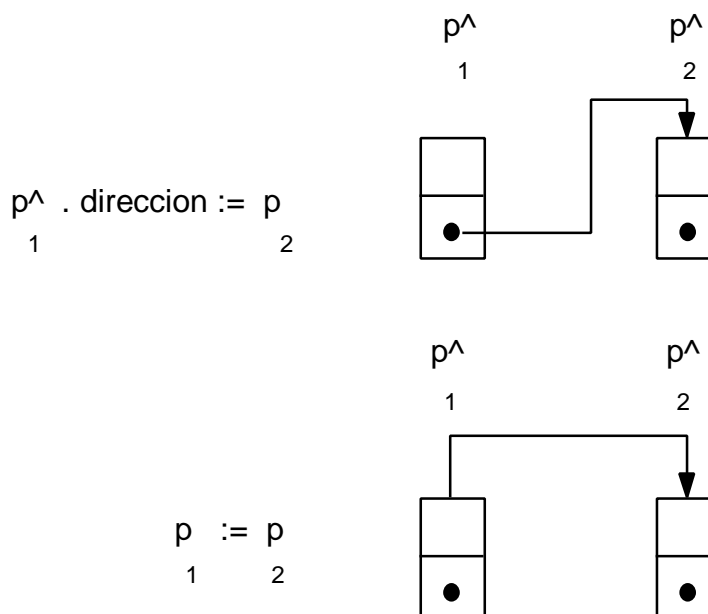 p^ p^
1 2
p^ . direccion := p
1 2
p^ p^
1 2
p := p
1 2